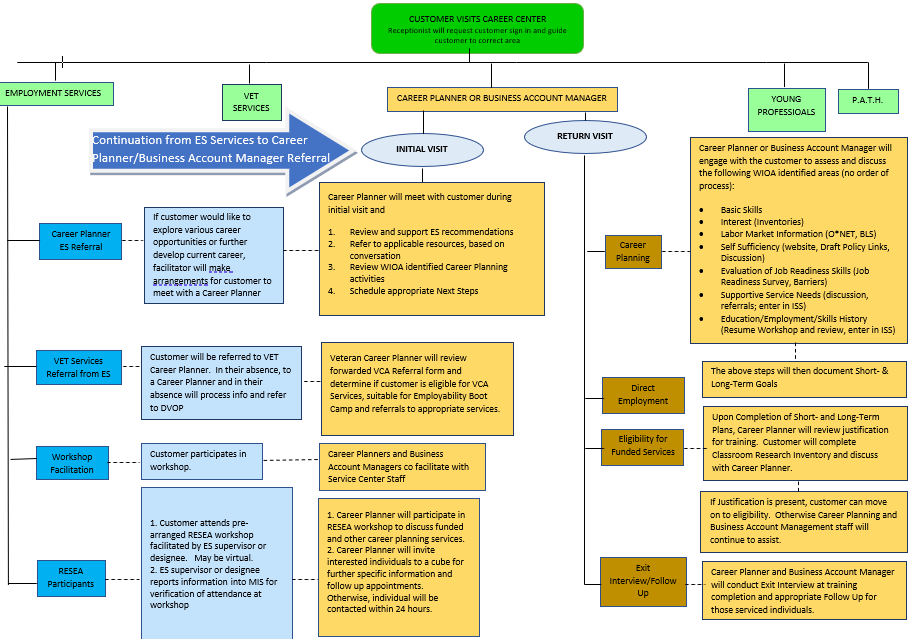 CUSTOMER VISITS CAREER CENTER
Receptionist will request customer sign in and guide
customer to correct area
EMPLOYMENT SERVICES
VET
SERVICES
CAREER PLANNER OR BUSINESS ACCOUNT MANAGER
YOUNG
PROFESSIONALS
P.A.T.H.
Continuation from ES Services to Career
Planner/Business Account Manager Referral
INITIAL VISIT
RETURN VISIT
Career Planner or Business Account Manager will
engage with the customer to assess and discuss
the following WIOA identified areas (no order of
process):
• Basic Skills
• Interest (Inventories)
• Labor Market Information (O*NET, BLS)
• Self Sufficiency (website, Draft Policy Links,
Discussion)
• Evaluation of Job Readiness Skills (Job
Readiness Survey, Barriers)
• Supportive Service Needs (discussion,
referrals; enter in ISS)
• Education/Employment/Skills History
(Resume Workshop and review, enter in ISS)
Career Planner
ES Referral
If customer would like to
explore various career
opportunities or further
develop current career,
facilitator will make
arrangements for customer to
meet with a Career Planner
Career Planner will meet with customer during
initial visit and
1. Review and support ES recommendations
2. Refer to applicable resources, based on
conversation
3. Review WIOA identified Career Planning
activities
4. Schedule appropriate Next Steps
Career
Planning
VET Services
Referral from ES
Customer will be referred to VET
Career Planner. In their absence, to
a Career Planner and in their
absence will process info and refer
to DVOP
Veteran Career Planner will review
forwarded VCA Referral form and
determine if customer is eligible for VCA
Services, suitable for Employability Boot
Camp and referrals to appropriate services.
Direct
Employment
The above steps will then document Short- &
Long-Term Goals
Workshop
Facilitation
Customer participates in
workshop.
Career Planners and Business
Account Managers co facilitate with
Service Center Staff
Eligibility for
Funded Services
Upon Completion of Short- and Long-Term
Plans, Career Planner will review justification
for training. Customer will complete
Classroom Research Inventory and discuss
with Career Planner.
If Justification is present, customer can move
on to eligibility. Otherwise Career Planning and
Business Account Management staff will
continue to assist.
RESEA
Participants
1. Customer attends pre-
arranged RESEA workshop
facilitated by ES supervisor or
designee. May be virtual.
2. ES supervisor or designee
reports information into MIS for
verification of attendance at
workshop
1. Career Planner will participate in
RESEA workshop to discuss funded
and other career planning services.
2. Career Planner will invite
interested individuals to a cube for
further specific information and
follow up appointments.
Otherwise, individual will be
contacted within 24 hours.
Exit
Interview/Follow
Up
Career Planner and Business Account Manager
will conduct Exit Interview at training
completion and appropriate Follow Up for
those serviced individuals.